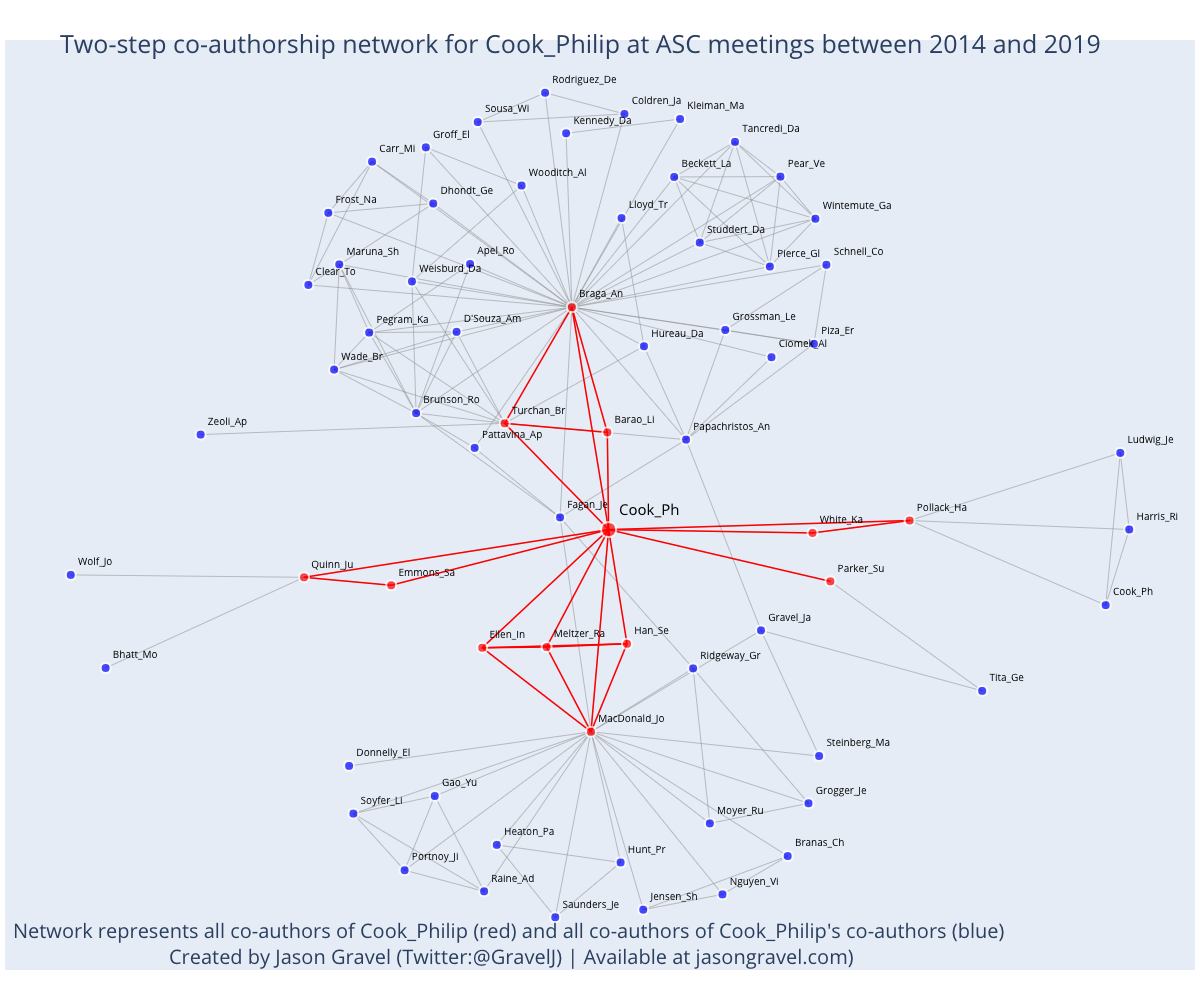 Two-step co-authorship network for Cook_Philip at ASC meetings between 2014 and 2019
Rodriguez_De
Coldren_Ja
Kleiman_Ma
Sousa_Wi
Kennedy_Da
Tancredi_Da
Groff_El
Carr_Mi
Beckett_La
Pear_Ve
Wooditch_Al
Dhondt_Ge
Frost_Na
Lloyd_Tr
Wintemute_Ga
Studdert_Da
Maruna_Sh
Apel_Ro
Pierce_Gl
Schnell_Co
Clear_To
Weisburd_Da
Braga_An
Pegram_Ka
D'Souza_Am
Grossman_Le
Hureau_Da
Piza_Er
Ciomek_Al
Wade_Br
Brunson_Ro
Turchan_Br
Barao_Li
Zeoli_Ap
Pattavina_Ap
Papachristos_An
Ludwig_Je
Fagan_Je
Cook_Ph
White_Ka
Pollack_Ha
Harris_Ri
Wolf_Jo
Quinn_Ju
Emmons_Sa
Parker_Su
Cook_Ph
Gravel_Ja
Ellen_In
Meltzer_Ra
Han_Se
Bhatt_Mo
Ridgeway_Gr
Tita_Ge
MacDonald_Jo
Donnelly_El
Steinberg_Ma
Gao_Yu
Soyfer_Li
Grogger_Je
Moyer_Ru
Heaton_Pa
Branas_Ch
Portnoy_Ji
Hunt_Pr
Raine_Ad
Nguyen_Vi
Saunders_Je
Jensen_Sh
Network represents all co-authors of Cook_Philip (red) and all co-authors of Cook_Philip's co-authors (blue)
Created by Jason Gravel (Twitter:@GravelJ) | Available at jasongravel.com)